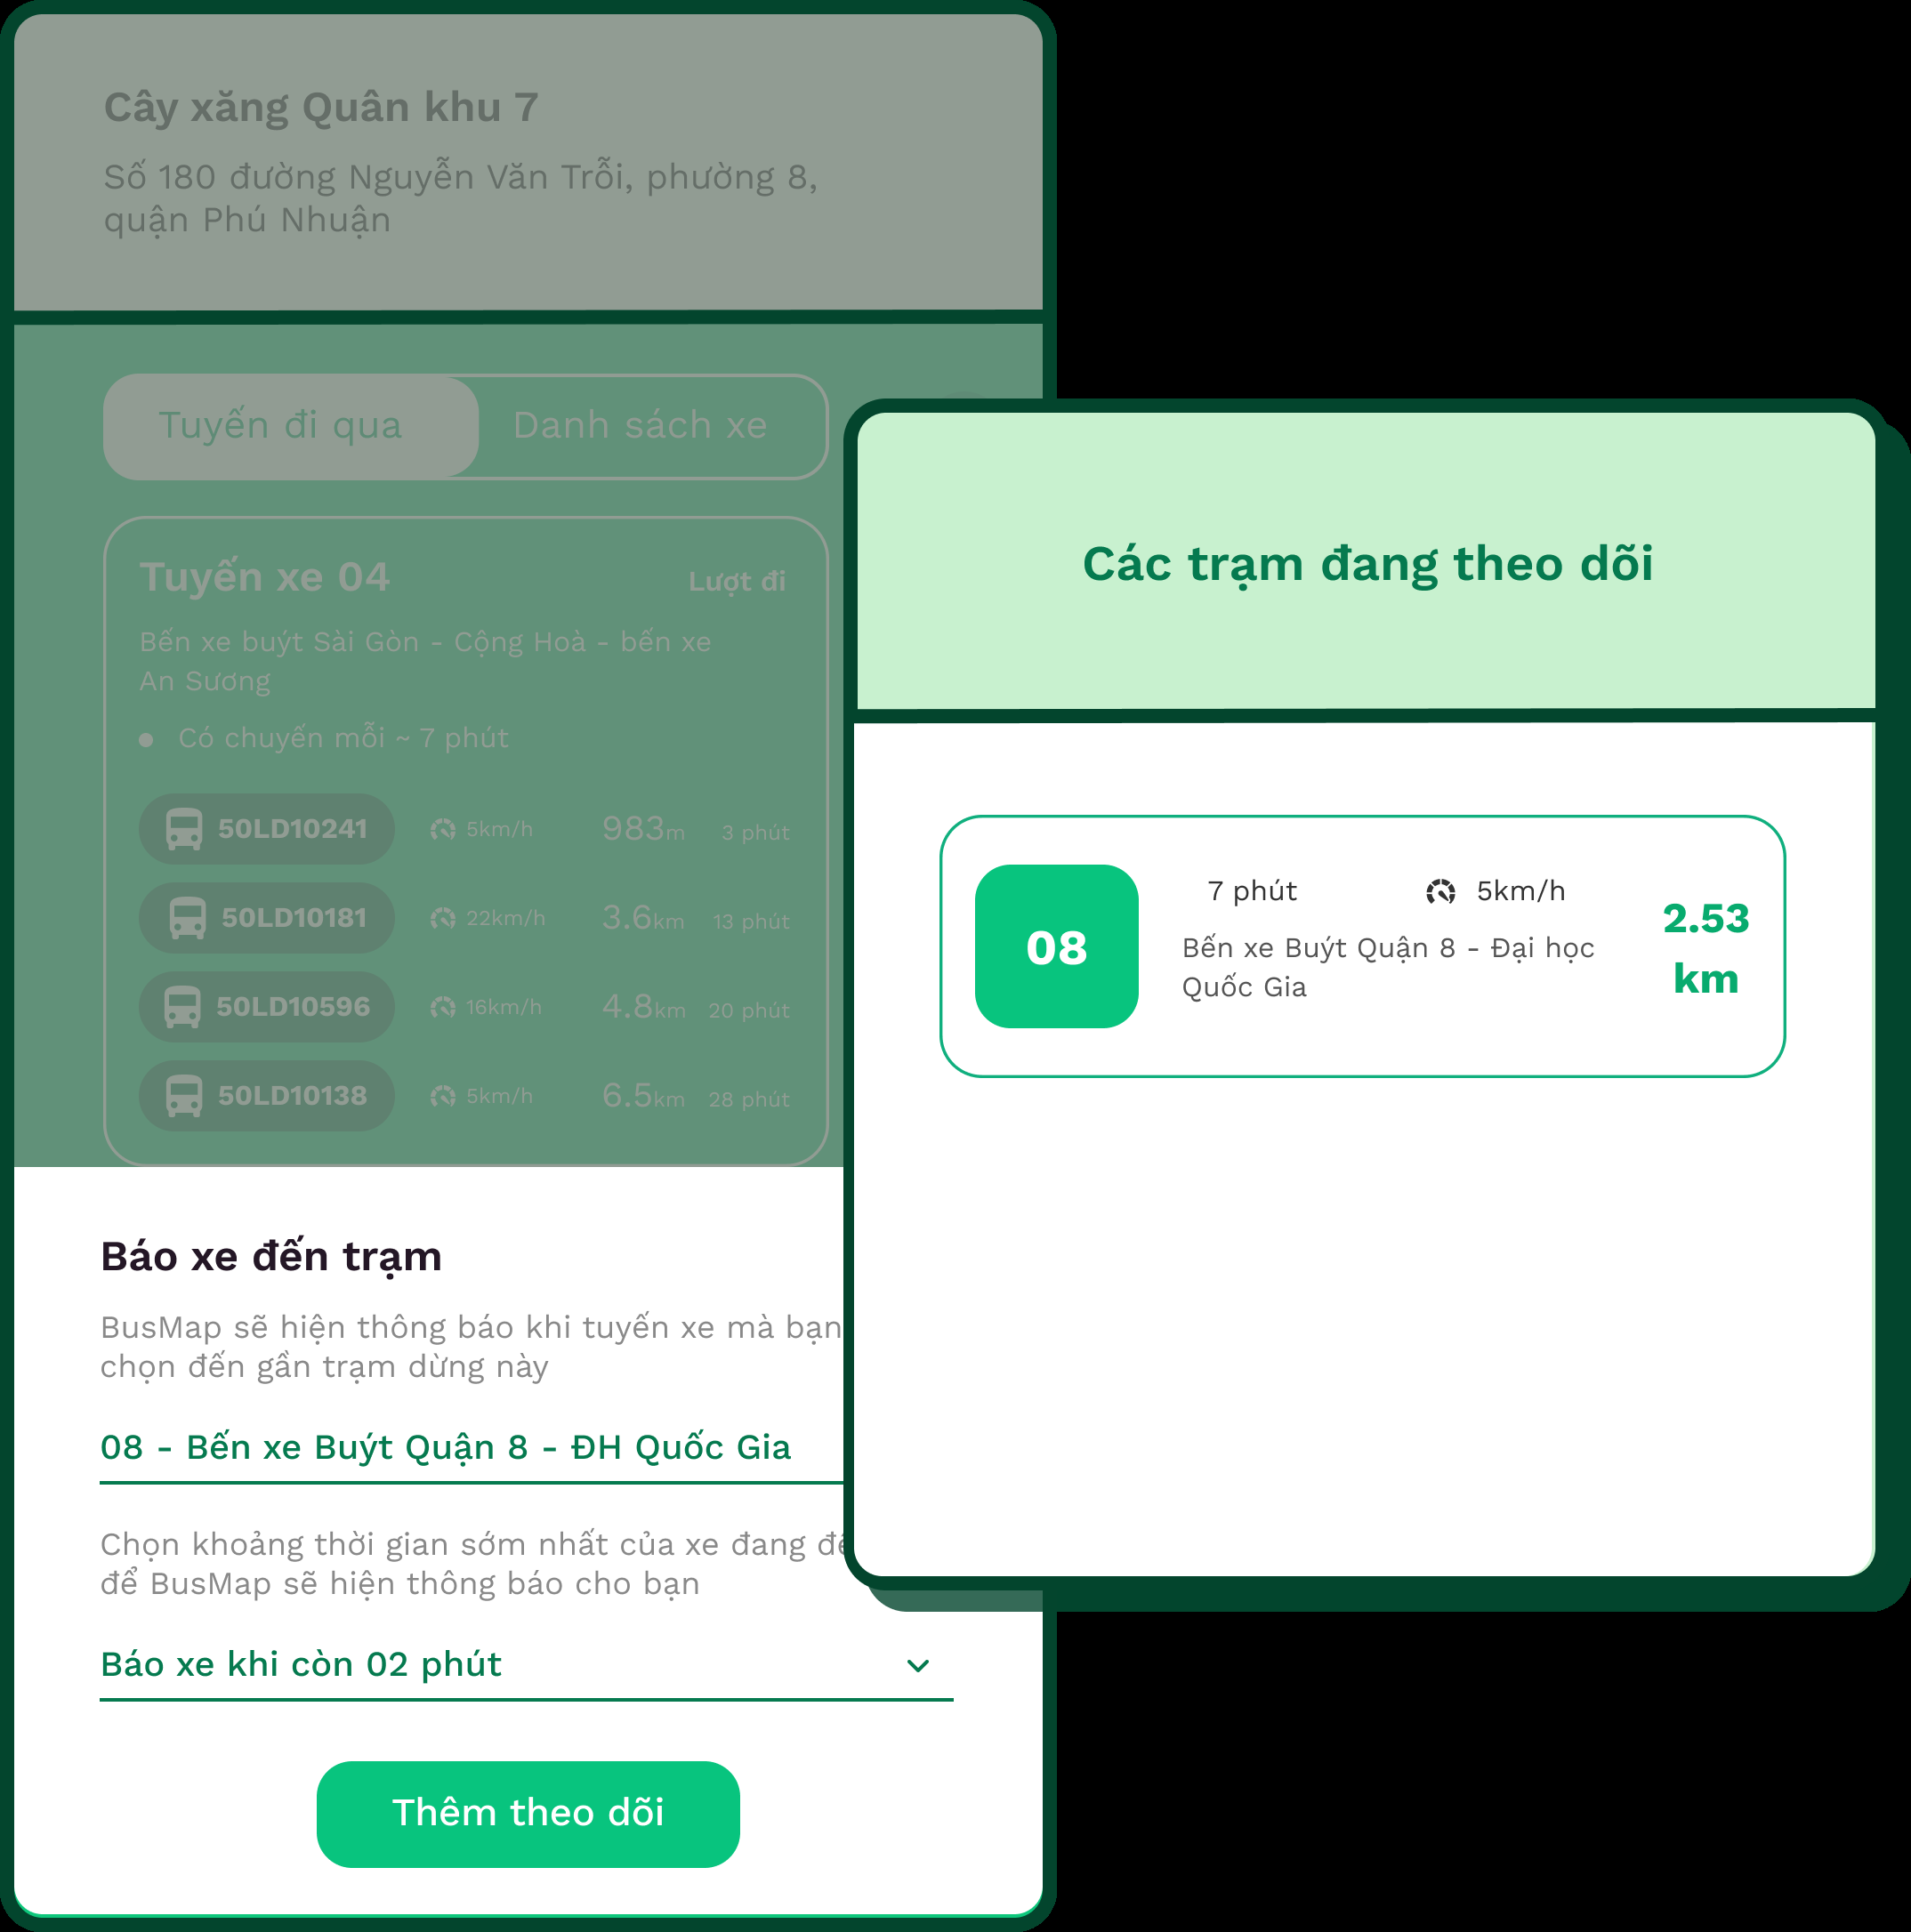 Cây xăng Quân khu 7
Số 180 đường Nguyễn Văn Trỗi, phường 8,
quận Phú Nhuận
Tuyến đi qua
Danh sách xe
Tuyến xe 04
Lượt đi
Bến xe buýt Sài Gòn - Cộng Hoà - bến xe
An Sương
Có chuyến mỗi ~ 7 phút
50LD10241 5km/h 983m 3 phút
50LD10181 22km/h 3.6km 13 phút
50LD10596 16km/h 4.8km 20 phút
50LD10138 5km/h 6.5km 28 phút
Báo xe đến trạm
BusMap sẽ hiện thông báo khi tuyến xe mà bạn
chọn đến gần trạm dừng này
08 - Bến xe Buýt Quận 8 - ĐH Quốc Gia
Chọn khoảng thời gian sớm nhất của xe đang
để BusMap sẽ hiện thông báo cho bạn
Báo xe khi còn 02 phút
Thêm theo dõi
Các trạm đang theo dõi
08
7 phút 5km/h
Bến xe Buýt Quận 8 - Đại học
Quốc Gia
2.53
km